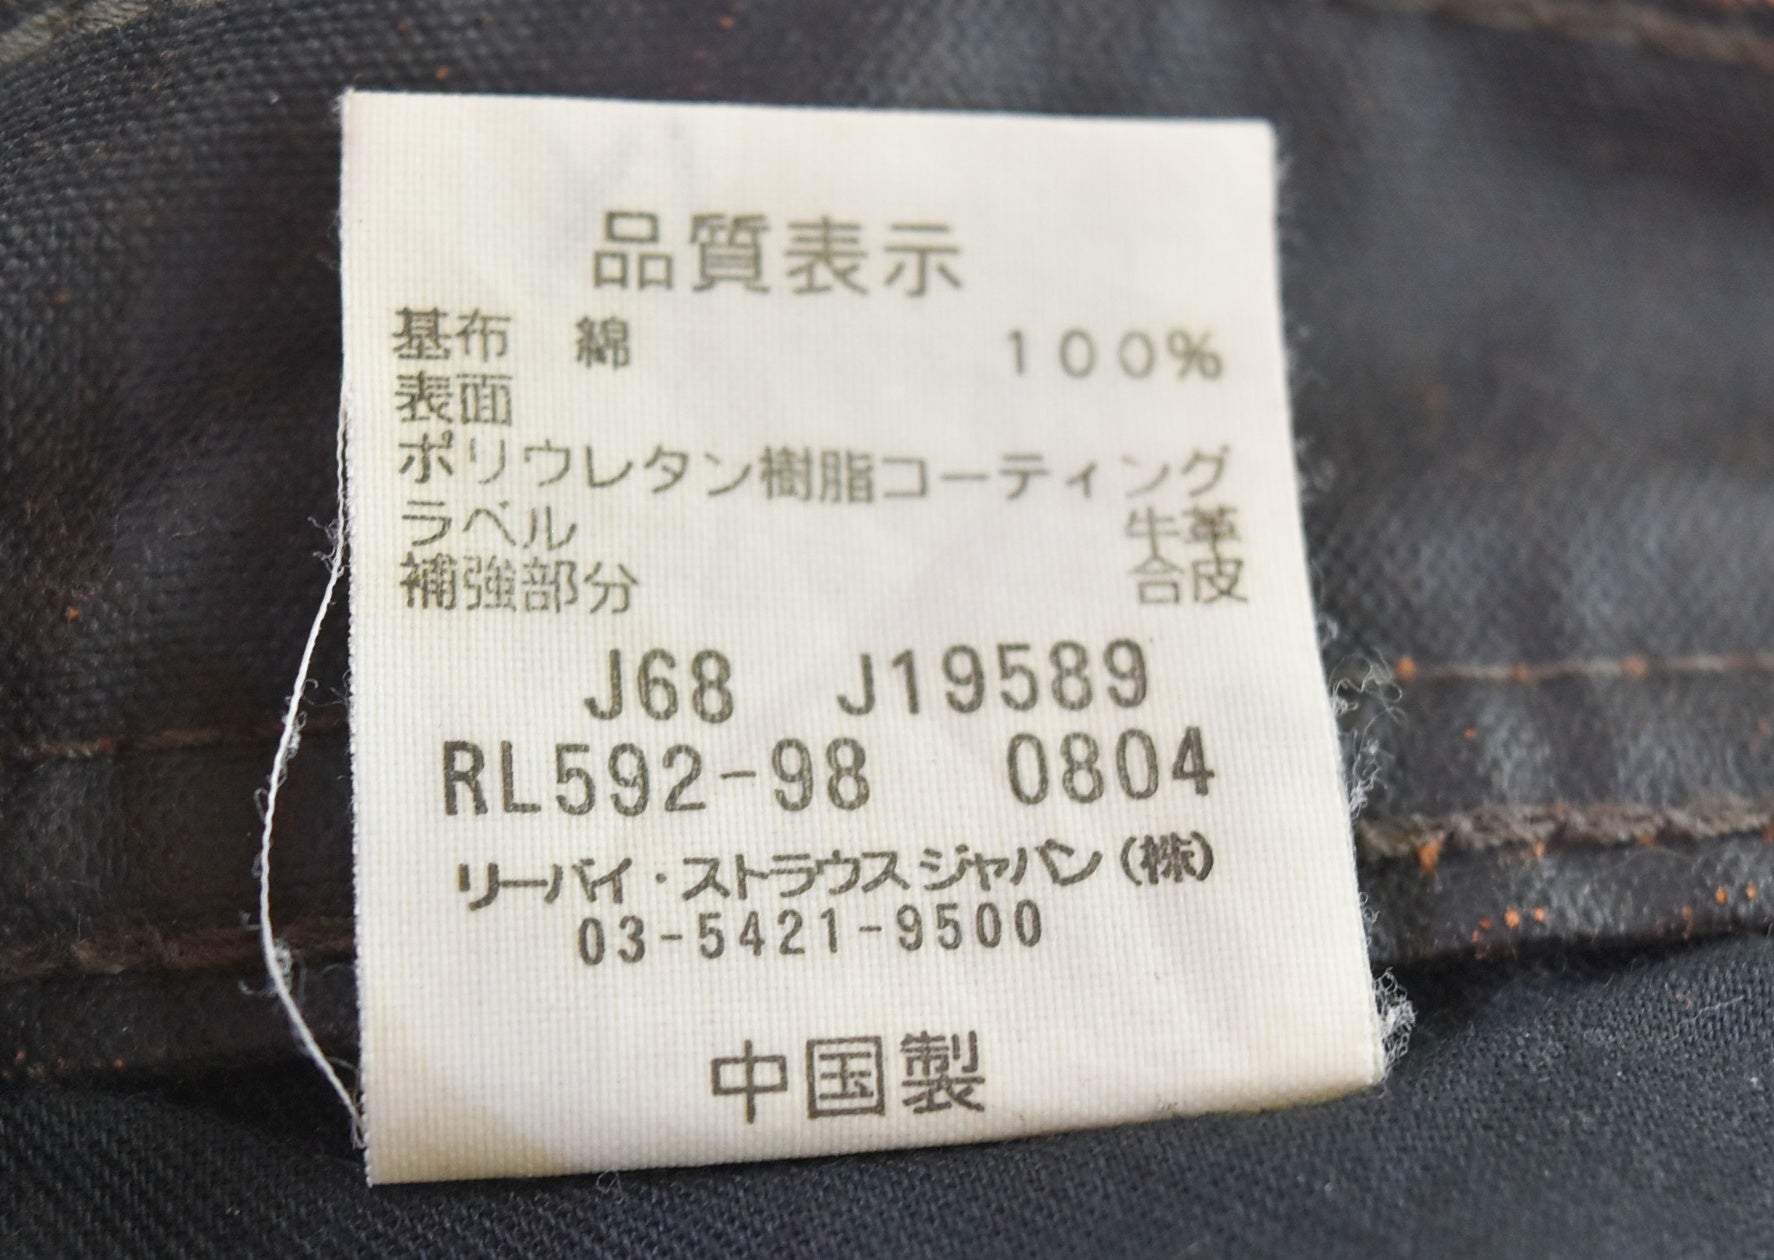 品質表示
基布 綿 100%
表面
ポリウレタン樹脂コーティング
ラベル 牛革
補強部分 合皮
J68 J19589
RL592-98 0804
リーバイ・ストラウス ジャパン(株)
03-5421-9500
中国製